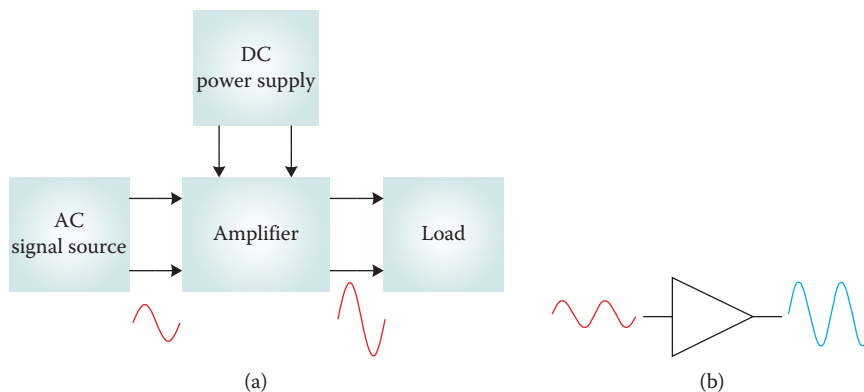 DC
power supply
AC
signal source
Amplifier
Load
(a)
(b)